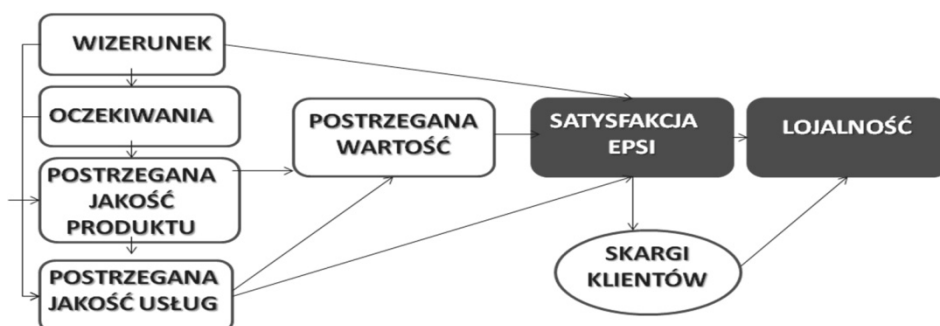 WIZERUNEK
OCZEKIWANIA
POSTRZEGANA
JAKOŚĆ
PRODUKTU
POSTRZEGANA
JAKOŚĆ USŁUG
POSTRZEGANA
WARTOŚĆ
SATYSFAKCJA
EPSI
LOJALNOŚĆ
SKARGI
KLIENTÓW